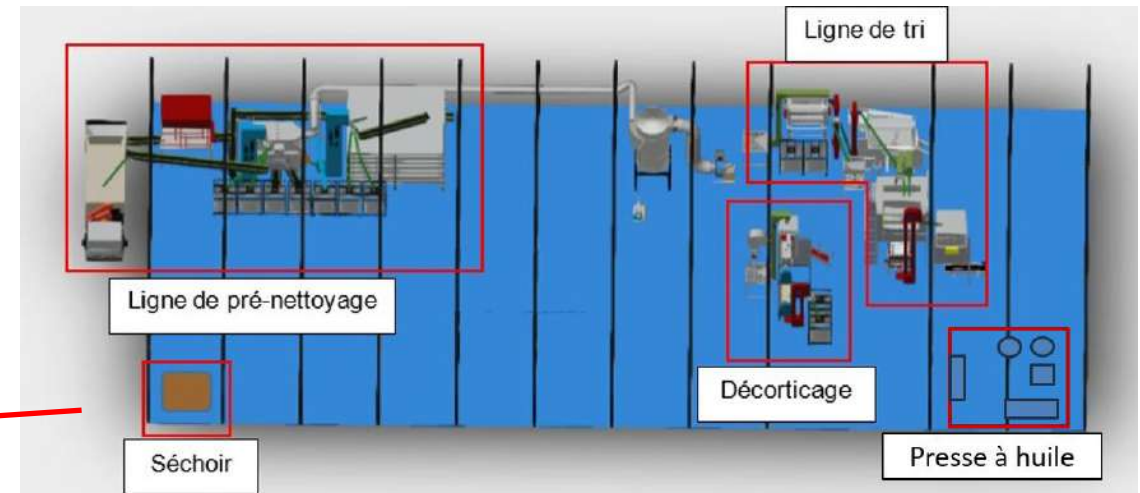 Ligne de tri
Ligne de pré-nettoyage
Décorticage
Séchoir
Presse à huile